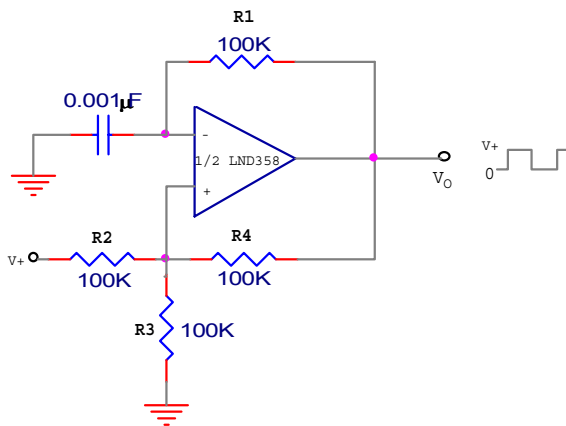 R1
100K
0.001μF
-
1/2 LND358
+
V+
0
VO
R2
V+
100K
R4
100K
R3
100K